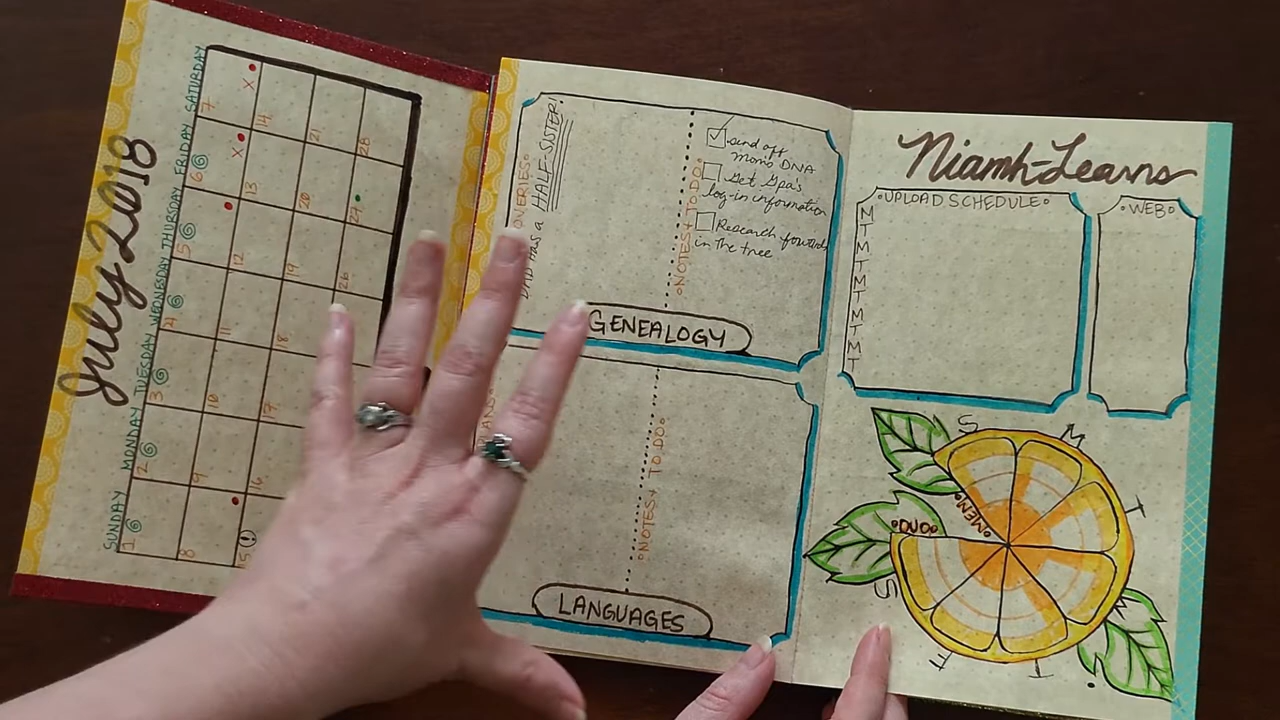 July 2018
SUNDAY MONDAY TUESDAY WEDNESDAY THURSDAY FRIDAY SATURDAY
1 2 3 4 5 6 7
8 9 10 11 12 13 14
15 16 17 18 19 20 21
26 27 28
X X
DAD HAS a HALF-SISTER!
NOTES + TO DO
Send off
Mom's DNA
Get Gpa's
log-in information
Research forward
in the tree
GENEALOGY
NOTES + TO DO
LANGUAGES
Niamh-Learns
UPLOAD SCHEDULE
M
T
M
T
M
T
M
T
M
T
WEB
S M T W T F S
MEM
DUO